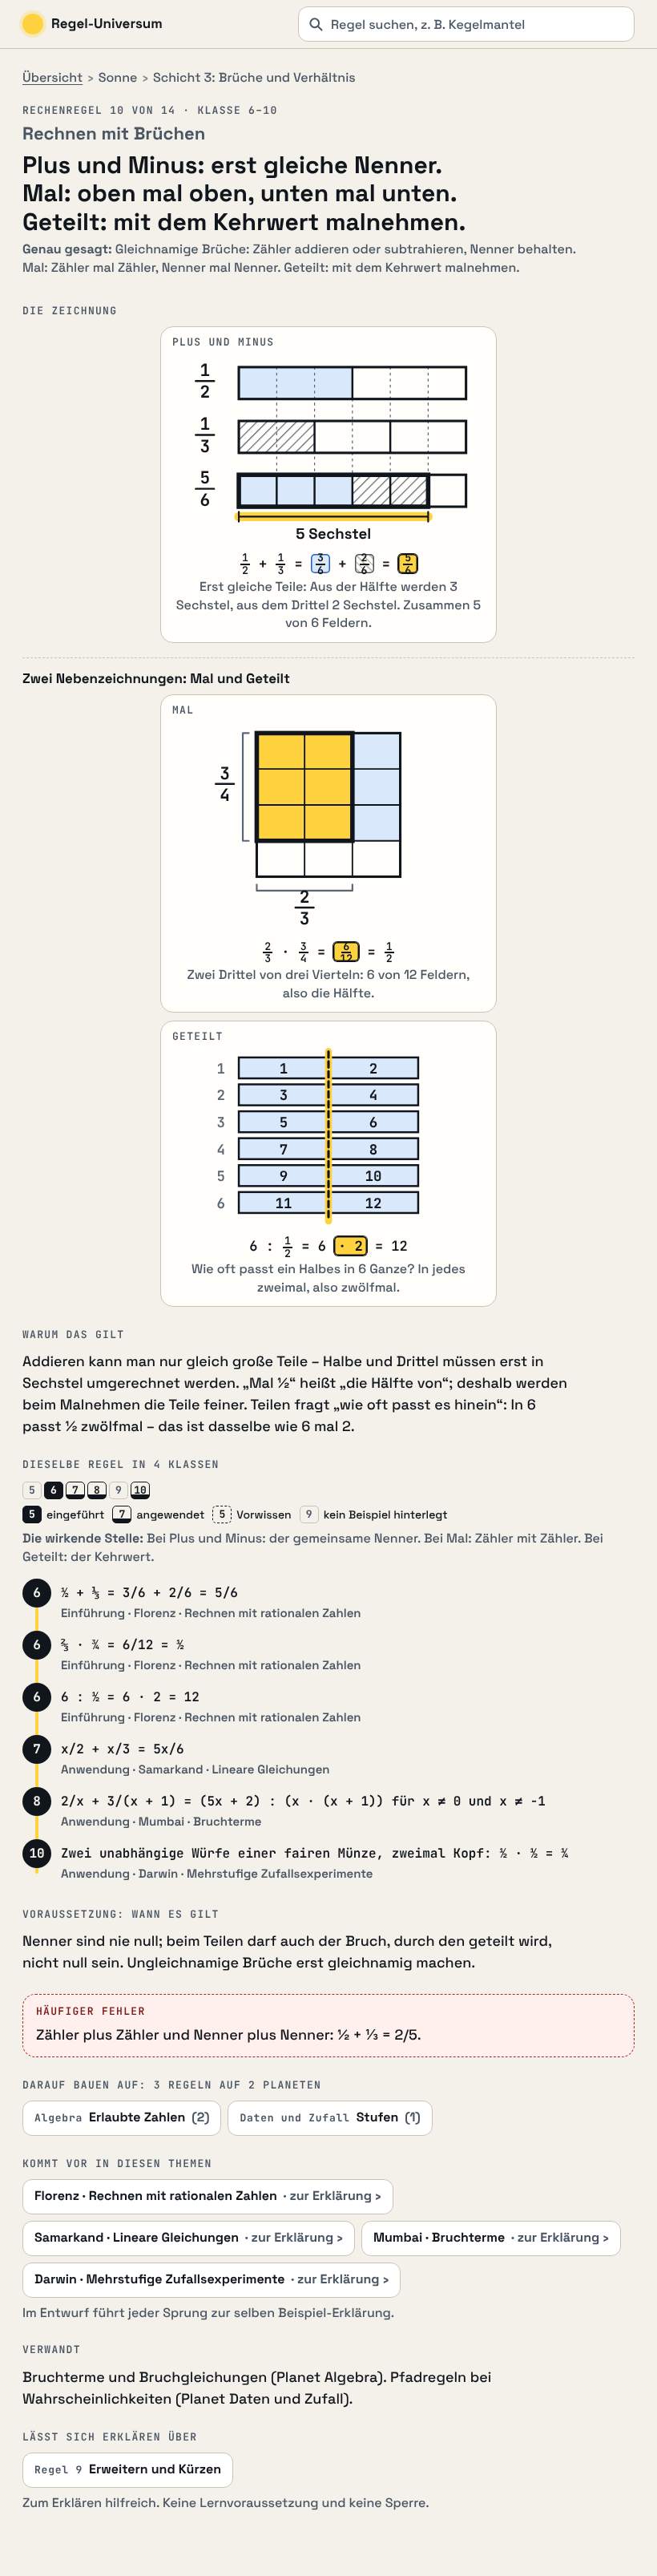 Regel-Universum
Regel suchen, z. B. Kegelmantel
Übersicht > Sonne > Schicht 3: Brüche und Verhältnis
RECHENREGEL 10 VON 14 · KLASSE 6–10
Rechnen mit Brüchen
Plus und Minus: erst gleiche Nenner.
Mal: oben mal oben, unten mal unten.
Geteilt: mit dem Kehrwert malnehmen.
Genau gesagt: Gleichnamige Brüche: Zähler addieren oder subtrahieren, Nenner behalten.
Mal: Zähler mal Zähler, Nenner mal Nenner. Geteilt: mit dem Kehrwert malnehmen.
DIE ZEICHNUNG
PLUS UND MINUS
1/2
1/3
5/6
5 Sechstel
1/2 + 1/3 = 3/6 + 2/6 = 5/6
Erst gleiche Teile: Aus der Hälfte werden 3
Sechstel, aus dem Drittel 2 Sechstel. Zusammen 5
von 6 Feldern.
Zwei Nebenzeichnungen: Mal und Geteilt
MAL
3/4
2/3
2/3 · 3/4 = 6/12 = 1/2
Zwei Drittel von drei Vierteln: 6 von 12 Feldern,
also die Hälfte.
GETEILT
1 1 2
2 3 4
3 5 6
4 7 8
5 9 10
6 11 12
6 : 1/2 = 6 · 2 = 12
Wie oft passt ein Halbes in 6 Ganze? In jedes
zweimal, also zwölfmal.
WARUM DAS GILT
Addieren kann man nur gleich große Teile – Halbe und Drittel müssen erst in
Sechstel umgerechnet werden. „Mal ½“ heißt „die Hälfte von“; deshalb werden
beim Malnehmen die Teile feiner. Teilen fragt „wie oft passt es hinein“: In 6
passt ½ zwölfmal – das ist dasselbe wie 6 mal 2.
DIESELBE REGEL IN 4 KLASSEN
5 6 7 8 9 10
5 eingeführt 7 angewendet 5 Vorwissen 9 kein Beispiel hinterlegt
Die wirkende Stelle: Bei Plus und Minus: der gemeinsame Nenner. Bei Mal: Zähler mit Zähler. Bei
Geteilt: der Kehrwert.
6 ½ + ⅓ = 3/6 + 2/6 = 5/6
Einführung · Florenz · Rechnen mit rationalen Zahlen
6 ⅔ · ¾ = 6/12 = ½
Einführung · Florenz · Rechnen mit rationalen Zahlen
6 6 : ½ = 6 · 2 = 12
Einführung · Florenz · Rechnen mit rationalen Zahlen
7 x/2 + x/3 = 5x/6
Anwendung · Samarkand · Lineare Gleichungen
8 2/x + 3/(x + 1) = (5x + 2) : (x · (x + 1)) für x ≠ 0 und x ≠ -1
Anwendung · Mumbai · Bruchterme
10 Zwei unabhängige Würfe einer fairen Münze, zweimal Kopf: ½ · ½ = ¼
Anwendung · Darwin · Mehrstufige Zufallsexperimente
VORAUSSETZUNG: WANN ES GILT
Nenner sind nie null; beim Teilen darf auch der Bruch, durch den geteilt wird,
nicht null sein. Ungleichnamige Brüche erst gleichnamig machen.
HÄUFIGER FEHLER
Zähler plus Zähler und Nenner plus Nenner: ½ + ⅓ = 2/5.
DARAUF BAUEN AUF: 3 REGELN AUF 2 PLANETEN
Algebra Erlaubte Zahlen (2) Daten und Zufall Stufen (1)
KOMMT VOR IN DIESEN THEMEN
Florenz · Rechnen mit rationalen Zahlen · zur Erklärung >
Samarkand · Lineare Gleichungen · zur Erklärung > Mumbai · Bruchterme · zur Erklärung >
Darwin · Mehrstufige Zufallsexperimente · zur Erklärung >
Im Entwurf führt jeder Sprung zur selben Beispiel-Erklärung.
VERWANDT
Bruchterme und Bruchgleichungen (Planet Algebra). Pfadregeln bei
Wahrscheinlichkeiten (Planet Daten und Zufall).
LÄSST SICH ERKLÄREN ÜBER
Regel 9 Erweitern und Kürzen
Zum Erklären hilfreich. Keine Lernvoraussetzung und keine Sperre.